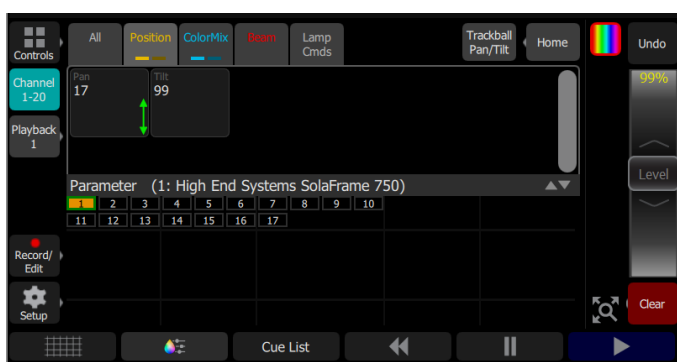 Controls
All
Position
ColorMix
Beam
Lamp
Cmds
Trackball
Pan/Tilt
Home
Undo
Channel
1-20
Pan
17
Tilt
99
99%
Playback
1
Level
Parameter (1: High End Systems SolaFrame 750)
1 2 3 4 5 6 7 8 9 10
11 12 13 14 15 16 17
Record/
Edit
Setup
Clear
Cue List